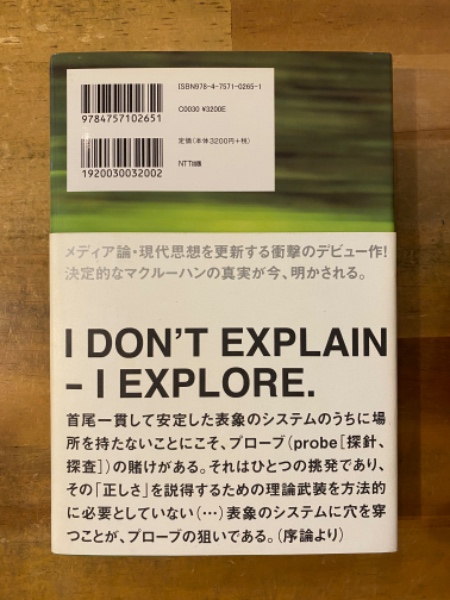 ISBN978-4-7571-0265-1
C0030 ¥3200E
定価(本体3200円+税)
NTT出版
9784757102651
1920030032002
メディア論・現代思想を更新する衝撃のデビュー作!
決定的なマクルーハンの真実が今、明かされる。
I DON'T EXPLAIN
– I EXPLORE.
首尾一貫して安定した表象のシステムのうちに場
所を持たないことにこそ、プローブ(probe[探針、
探査])の賭けがある。それはひとつの挑発であり、
その「正しさ」を説得するための理論武装を方法的
に必要としていない(…)表象のシステムに穴を穿
つことが、プローブの狙いである。(序論より)